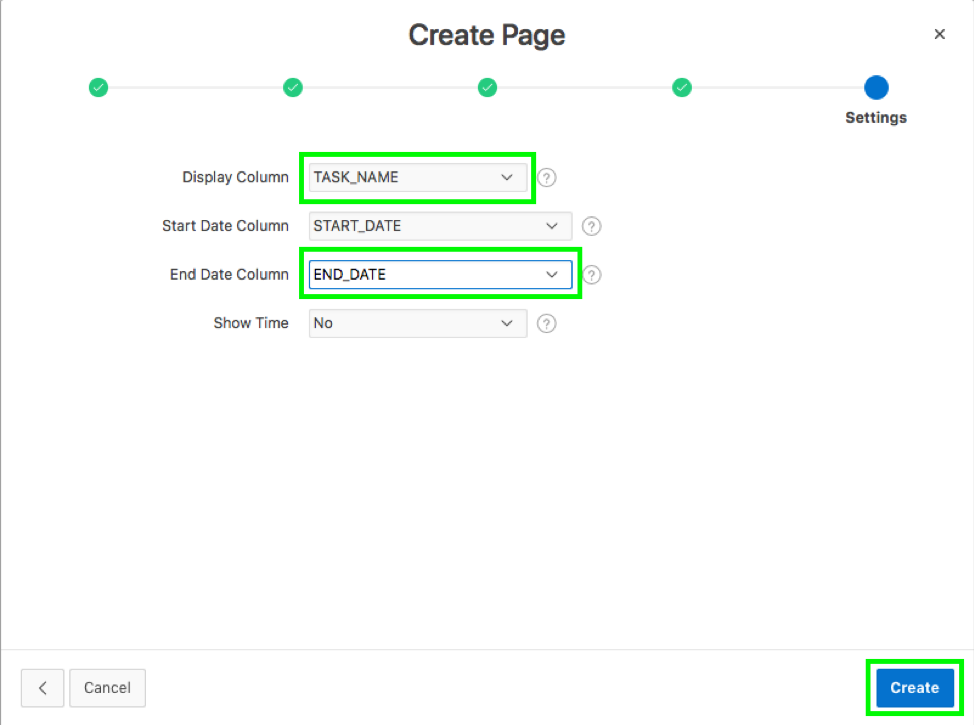 Create Page
Settings
Display Column TASK_NAME ?
Start Date Column START_DATE ?
End Date Column END_DATE ?
Show Time No ?
Cancel Create